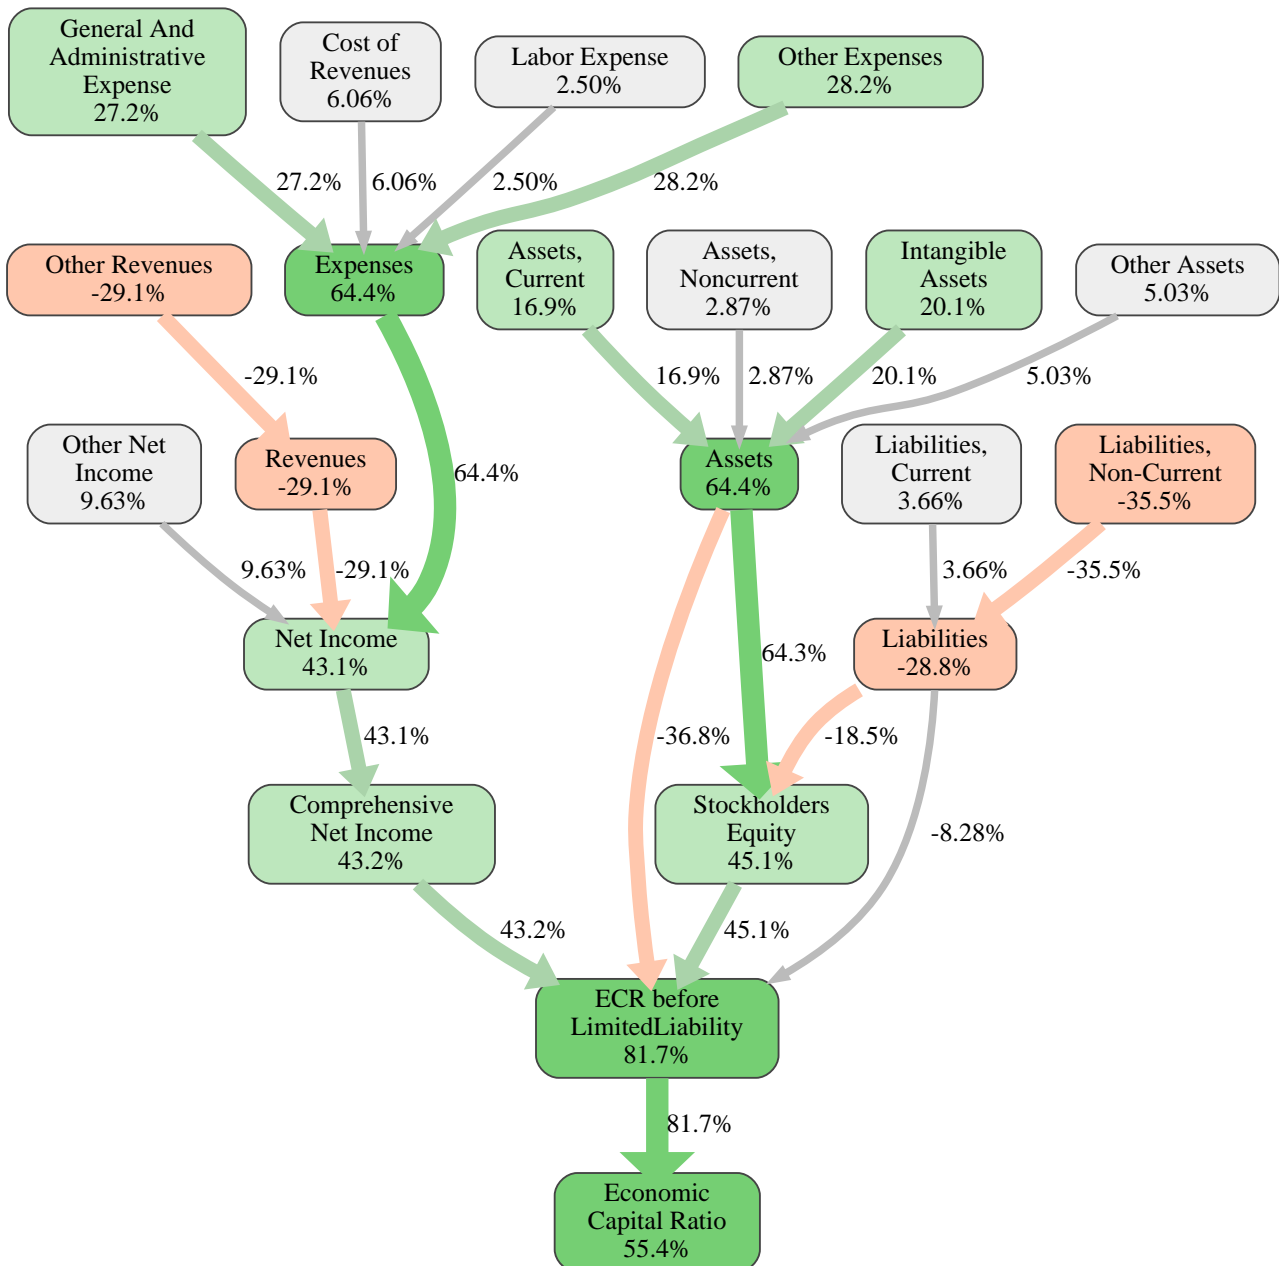 General And
Administrative
Expense
27.2%
Cost of
Revenues
6.06%
Labor Expense
2.50%
Other Expenses
28.2%
27.2%
6.06%
2.50%
28.2%
Other Revenues
-29.1%
Expenses
64.4%
Assets,
Current
16.9%
Assets,
Noncurrent
2.87%
Intangible
Assets
20.1%
Other Assets
5.03%
-29.1%
16.9%
2.87%
20.1%
5.03%
Other Net
Income
9.63%
Revenues
-29.1%
64.4%
Assets
64.4%
Liabilities,
Current
3.66%
Liabilities,
Non-Current
-35.5%
9.63%
-29.1%
3.66%
-35.5%
Net Income
43.1%
64.3%
Liabilities
-28.8%
43.1%
-36.8%
-18.5%
Comprehensive
Net Income
43.2%
Stockholders
Equity
45.1%
-8.28%
43.2%
45.1%
ECR before
LimitedLiability
81.7%
81.7%
Economic
Capital Ratio
55.4%